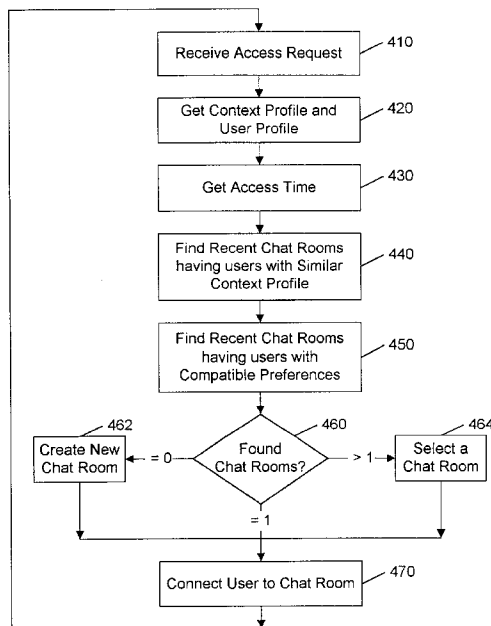 Receive Access Request
410
Get Context Profile and
User Profile
420
Get Access Time
430
Find Recent Chat Rooms
having users with Similar
Context Profile
440
Find Recent Chat Rooms
having users with
Compatible Preferences
450
462
Create New
Chat Room
= 0
Found
Chat Rooms?
460
> 1
464
Select a
Chat Room
= 1
Connect User to Chat Room
470